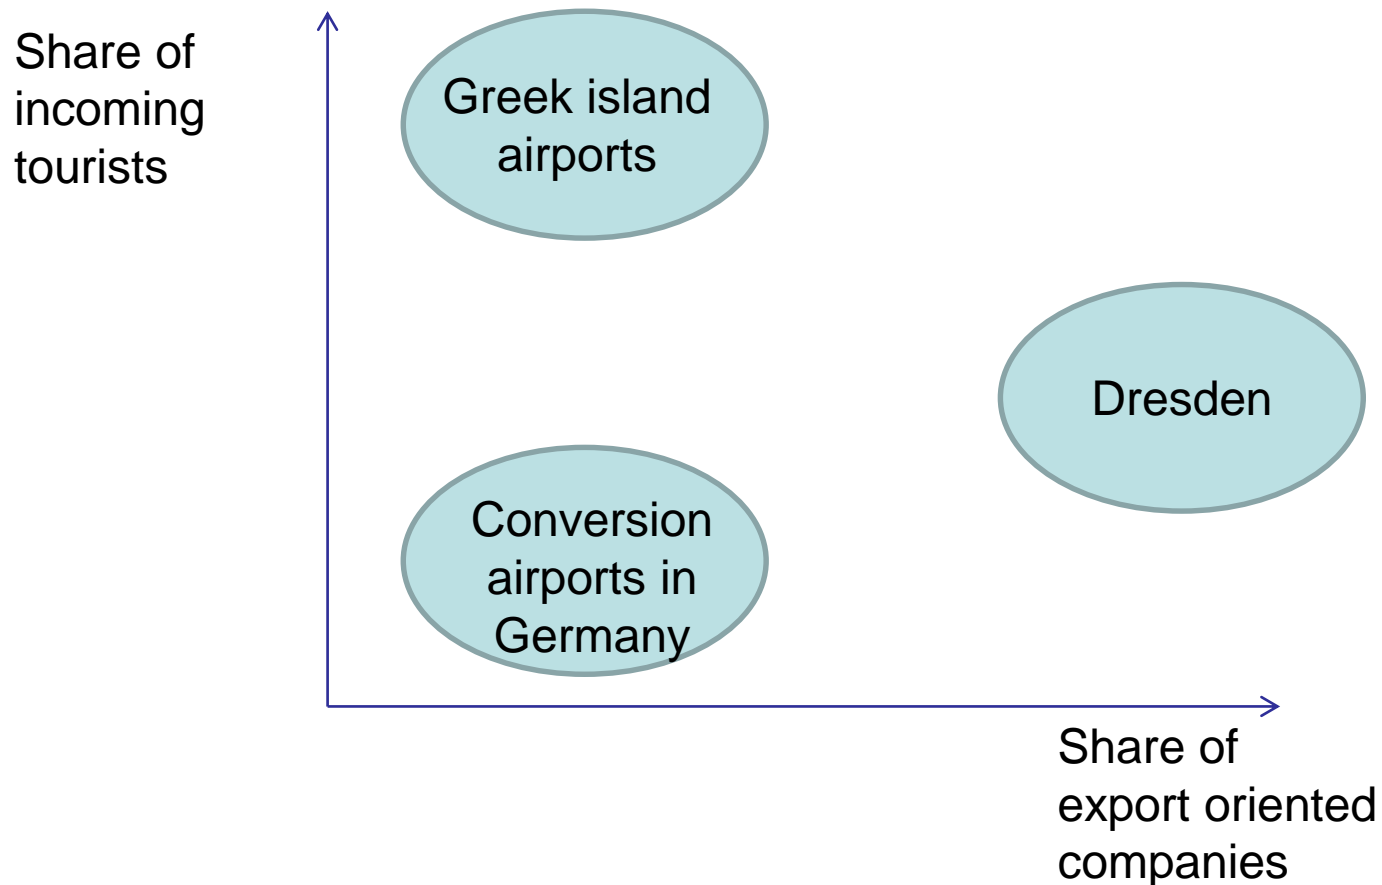 Share of
incoming
tourists
Greek island
airports
Dresden
Conversion
airports in
Germany
Share of
export oriented
companies